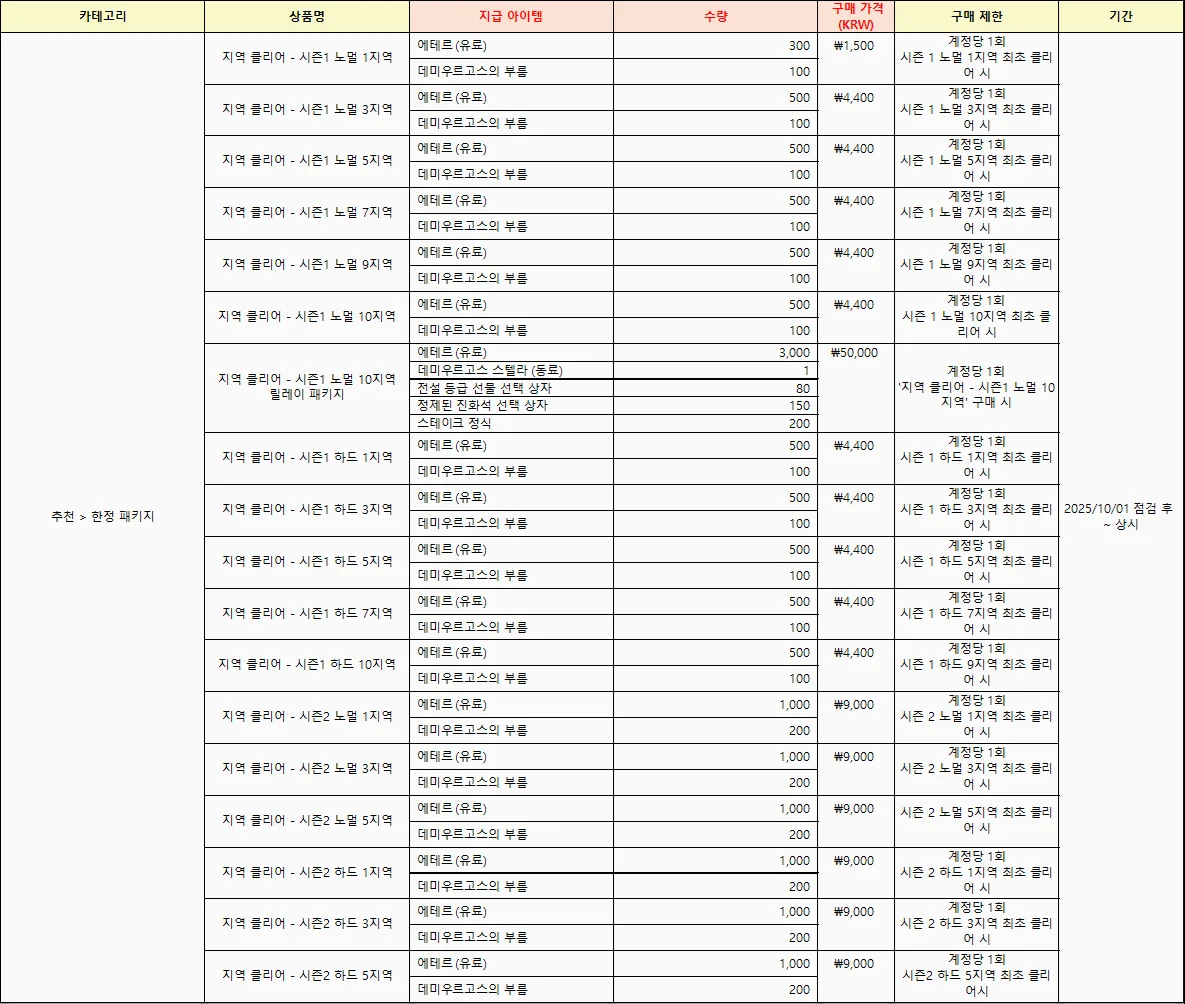 카테고리 상품명 지급 아이템 수량 구매 가격 (KRW) 구매 제한 기간
추천 > 한정 패키지
2025/10/01 점검 후
~ 상시
지역 클리어 - 시즌1 노멀 1지역
에테르 (유료) 300 ₩1,500
데미우르고스의 부름 100
계정당 1회
시즌 1 노멀 1지역 최초 클리
어 시
지역 클리어 - 시즌1 노멀 3지역
에테르 (유료) 500 ₩4,400
데미우르고스의 부름 100
계정당 1회
시즌 1 노멀 3지역 최초 클리
어 시
지역 클리어 - 시즌1 노멀 5지역
에테르 (유료) 500 ₩4,400
데미우르고스의 부름 100
계정당 1회
시즌 1 노멀 5지역 최초 클리
어 시
지역 클리어 - 시즌1 노멀 7지역
에테르 (유료) 500 ₩4,400
데미우르고스의 부름 100
계정당 1회
시즌 1 노멀 7지역 최초 클리
어 시
지역 클리어 - 시즌1 노멀 9지역
에테르 (유료) 500 ₩4,400
데미우르고스의 부름 100
계정당 1회
시즌 1 노멀 9지역 최초 클리
어 시
지역 클리어 - 시즌1 노멀 10지역
에테르 (유료) 500 ₩4,400
데미우르고스의 부름 100
계정당 1회
시즌 1 노멀 10지역 최초 클
리어 시
지역 클리어 - 시즌1 노멀 10지역
릴레이 패키지
에테르 (유료) 3,000 ₩50,000
데미우르고스 스텔라 (동료) 1
전설 등급 선물 선택 상자 80
정제된 진화석 선택 상자 150
스테이크 정식 200
계정당 1회
'지역 클리어 - 시즌1 노멀 10
지역' 구매 시
지역 클리어 - 시즌1 하드 1지역
에테르 (유료) 500 ₩4,400
데미우르고스의 부름 100
계정당 1회
시즌 1 하드 1지역 최초 클리
어 시
지역 클리어 - 시즌1 하드 3지역
에테르 (유료) 500 ₩4,400
데미우르고스의 부름 100
계정당 1회
시즌 1 하드 3지역 최초 클리
어 시
지역 클리어 - 시즌1 하드 5지역
에테르 (유료) 500 ₩4,400
데미우르고스의 부름 100
계정당 1회
시즌 1 하드 5지역 최초 클리
어 시
지역 클리어 - 시즌1 하드 7지역
에테르 (유료) 500 ₩4,400
데미우르고스의 부름 100
계정당 1회
시즌 1 하드 7지역 최초 클리
어 시
지역 클리어 - 시즌1 하드 10지역
에테르 (유료) 500 ₩4,400
데미우르고스의 부름 100
계정당 1회
시즌 1 하드 9지역 최초 클리
어 시
지역 클리어 - 시즌2 노멀 1지역
에테르 (유료) 1,000 ₩9,000
데미우르고스의 부름 200
계정당 1회
시즌 2 노멀 1지역 최초 클리
어 시
지역 클리어 - 시즌2 노멀 3지역
에테르 (유료) 1,000 ₩9,000
데미우르고스의 부름 200
계정당 1회
시즌 2 노멀 3지역 최초 클리
어 시
지역 클리어 - 시즌2 노멀 5지역
에테르 (유료) 1,000 ₩9,000
데미우르고스의 부름 200
시즌 2 노멀 5지역 최초 클리
어 시
지역 클리어 - 시즌2 하드 1지역
에테르 (유료) 1,000 ₩9,000
데미우르고스의 부름 200
계정당 1회
시즌 2 하드 1지역 최초 클리
어 시
지역 클리어 - 시즌2 하드 3지역
에테르 (유료) 1,000 ₩9,000
데미우르고스의 부름 200
계정당 1회
시즌 2 하드 3지역 최초 클리
어 시
지역 클리어 - 시즌2 하드 5지역
에테르 (유료) 1,000 ₩9,000
데미우르고스의 부름 200
계정당 1회
시즌2 하드 5지역 최초 클리
어시